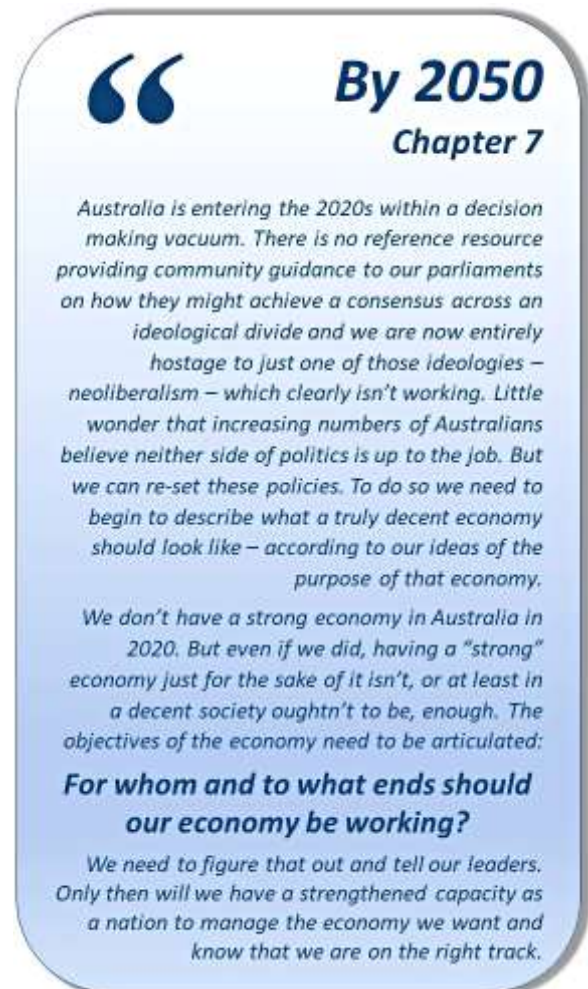 “
By 2050
Chapter 7
Australia is entering the 2020s within a decision
making vacuum. There is no reference resource
providing community guidance to our parliaments
on how they might achieve a consensus across an
ideological divide and we are now entirely
hostage to just one of those ideologies –
neoliberalism – which clearly isn’t working. Little
wonder that increasing numbers of Australians
believe neither side of politics is up to the job. But
we can re-set these policies. To do so we need to
begin to describe what a truly decent economy
should look like – according to our ideas of the
purpose of that economy.
We don’t have a strong economy in Australia in
2020. But even if we did, having a “strong”
economy just for the sake of it isn’t, or at least in
a decent society oughtn’t to be, enough. The
objectives of the economy need to be articulated:
For whom and to what ends should
our economy be working?
We need to figure that out and tell our leaders.
Only then will we have a strengthened capacity as
a nation to manage the economy we want and
know that we are on the right track.